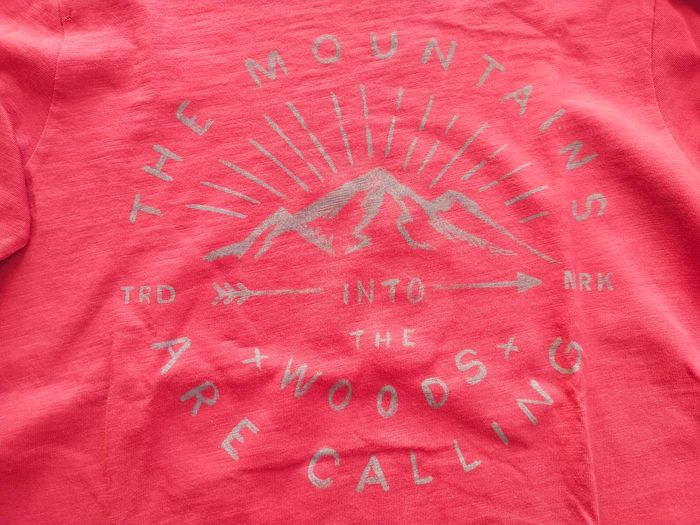 THE MOUNTAINS
TRD INTO NRK
THE
WOODS
ARE CALLING